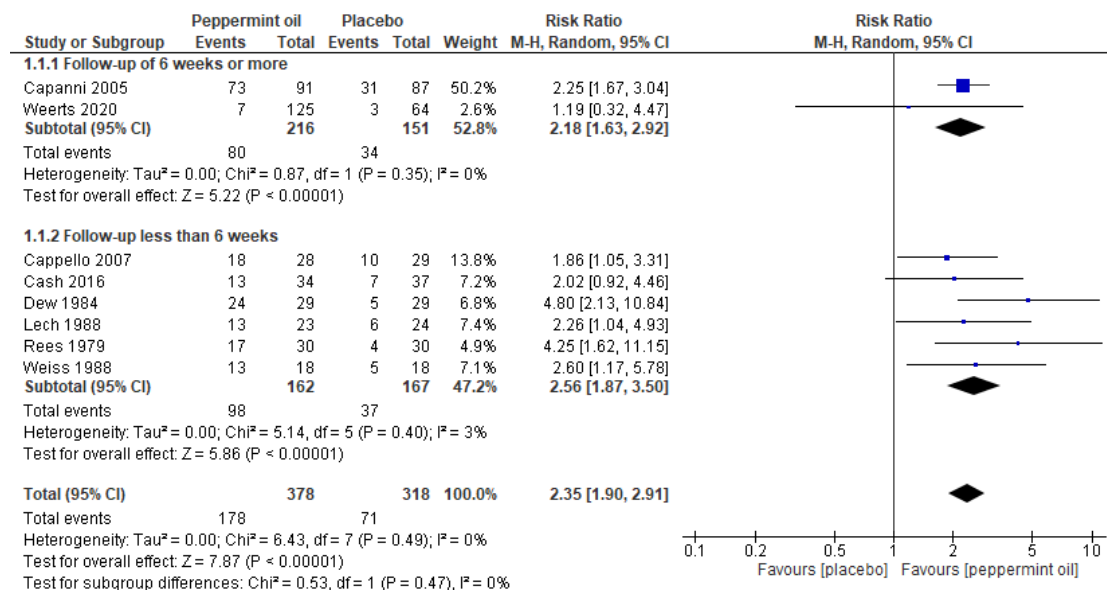 Peppermint oil Placebo Risk Ratio Risk Ratio
Study or Subgroup Events Total Events Total Weight M-H, Random, 95% CI M-H, Random, 95% CI
1.1.1 Follow-up of 6 weeks or more
Capanni 2005 73 91 31 87 50.2% 2.25 [1.67, 3.04]
Weerts 2020 7 125 3 64 2.6% 1.19 [0.32, 4.47]
Subtotal (95% CI) 216 151 52.8% 2.18 [1.63, 2.92]
Total events 80 34
Heterogeneity: Tau² = 0.00; Chi² = 0.87, df = 1 (P = 0.35); I² = 0%
Test for overall effect: Z = 5.22 (P < 0.00001)
1.1.2 Follow-up less than 6 weeks
Cappello 2007 18 28 10 29 13.8% 1.86 [1.05, 3.31]
Cash 2016 13 34 7 37 7.2% 2.02 [0.92, 4.46]
Dew 1984 24 29 5 29 6.8% 4.80 [2.13, 10.84]
Lech 1988 13 23 6 24 7.4% 2.26 [1.04, 4.93]
Rees 1979 17 30 4 30 4.9% 4.25 [1.62, 11.15]
Weiss 1988 13 18 5 18 7.1% 2.60 [1.17, 5.78]
Subtotal (95% CI) 162 167 47.2% 2.56 [1.87, 3.50]
Total events 98 37
Heterogeneity: Tau² = 0.00; Chi² = 5.14, df = 5 (P = 0.40); I² = 3%
Test for overall effect: Z = 5.86 (P < 0.00001)
Total (95% CI) 378 318 100.0% 2.35 [1.90, 2.91]
Total events 178 71
Heterogeneity: Tau² = 0.00; Chi² = 6.43, df = 7 (P = 0.49); I² = 0%
Test for overall effect: Z = 7.87 (P < 0.00001)
Test for subgroup differences: Chi² = 0.53, df = 1 (P = 0.47), I² = 0%
0.1 0.2 0.5 1 2 5 10
Favours [placebo] Favours [peppermint oil]